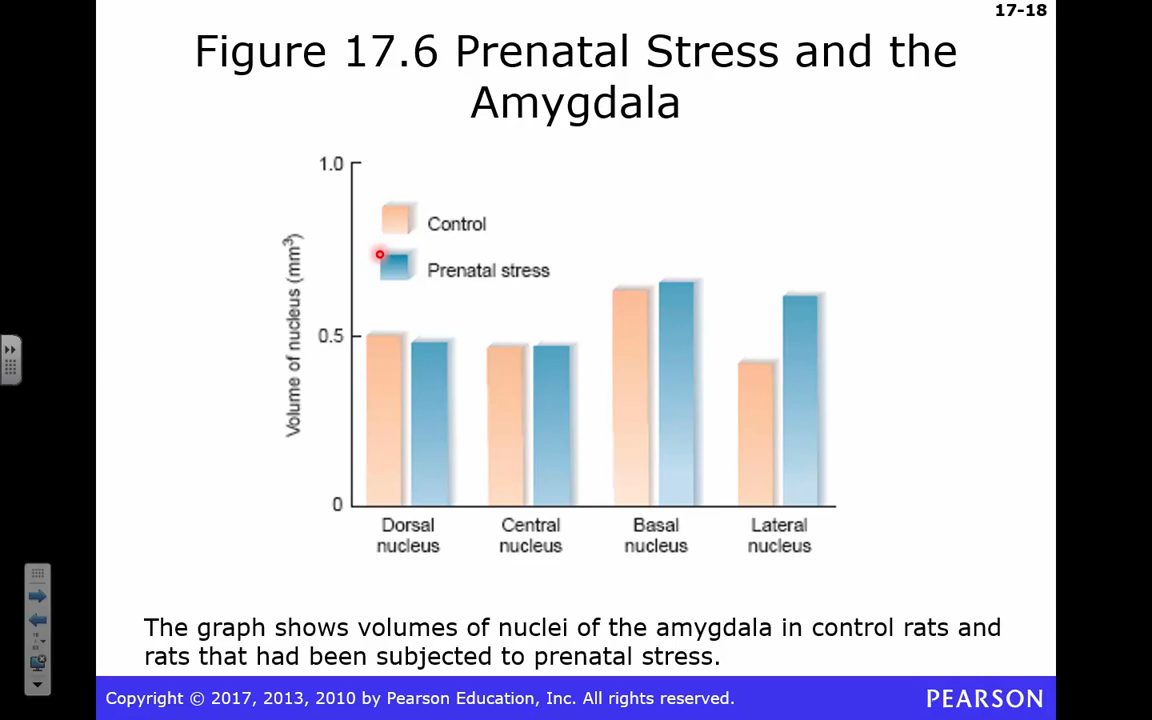 17-18
Figure 17.6 Prenatal Stress and the
Amygdala
1.0
Control
Prenatal stress
Volume of nucleus (mm³)
0.5
0
Dorsal
nucleus
Central
nucleus
Basal
nucleus
Lateral
nucleus
The graph shows volumes of nuclei of the amygdala in control rats and
rats that had been subjected to prenatal stress.
Copyright © 2017, 2013, 2010 by Pearson Education, Inc. All rights reserved.
PEARSON